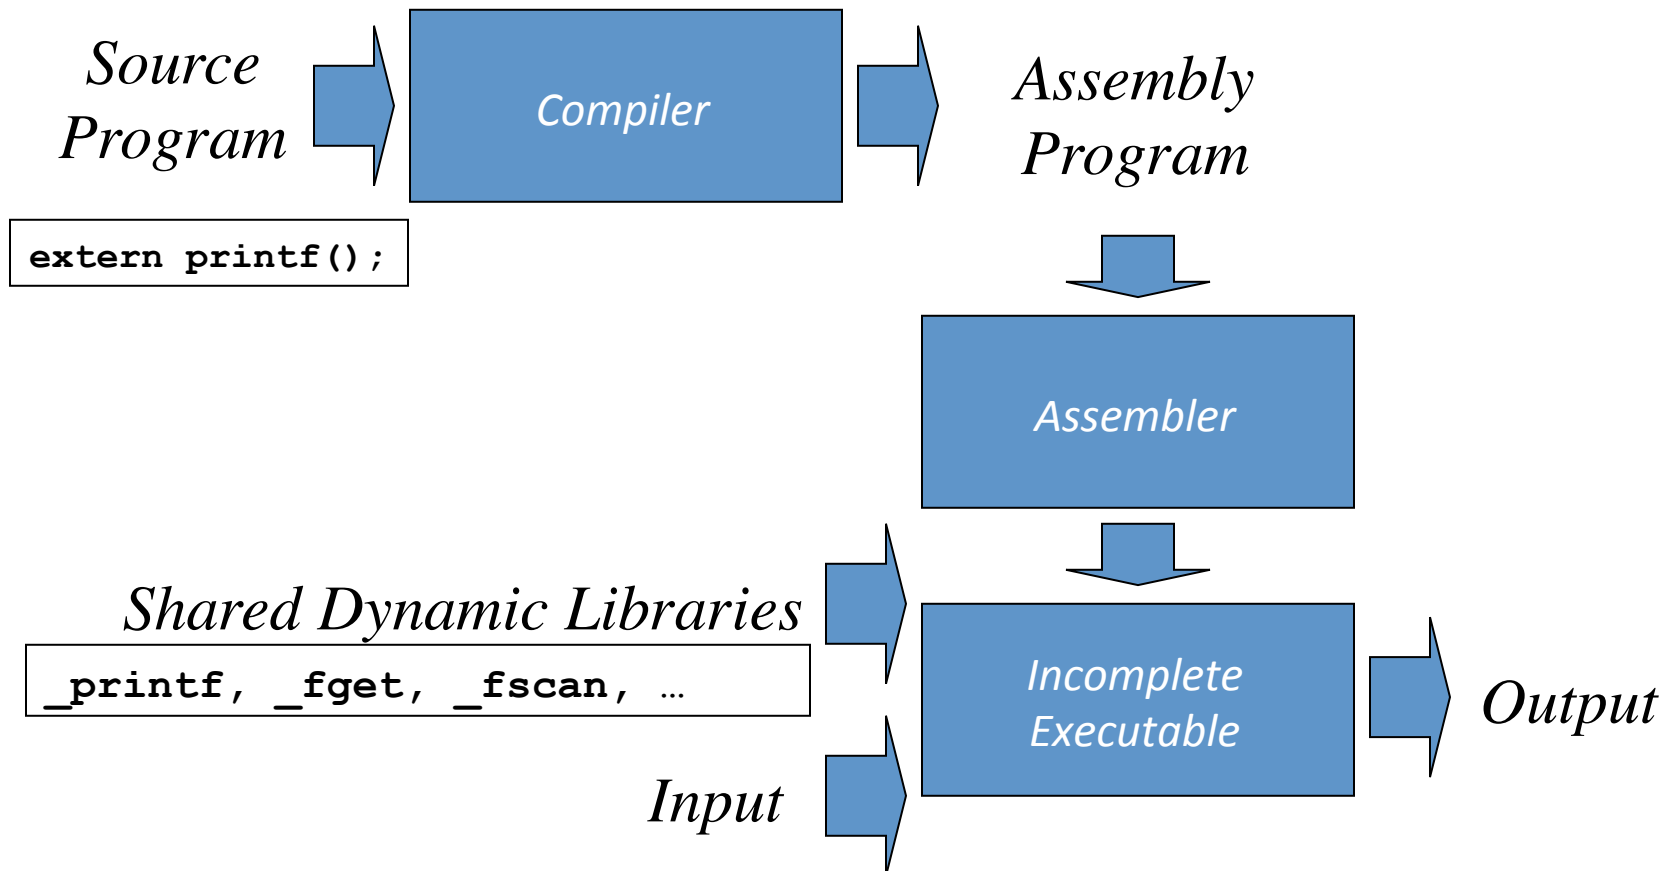 Source
Program
Compiler
Assembly
Program
extern printf();
Assembler
Shared Dynamic Libraries
_printf, _fget, _fscan, …
Incomplete
Executable
Output
Input